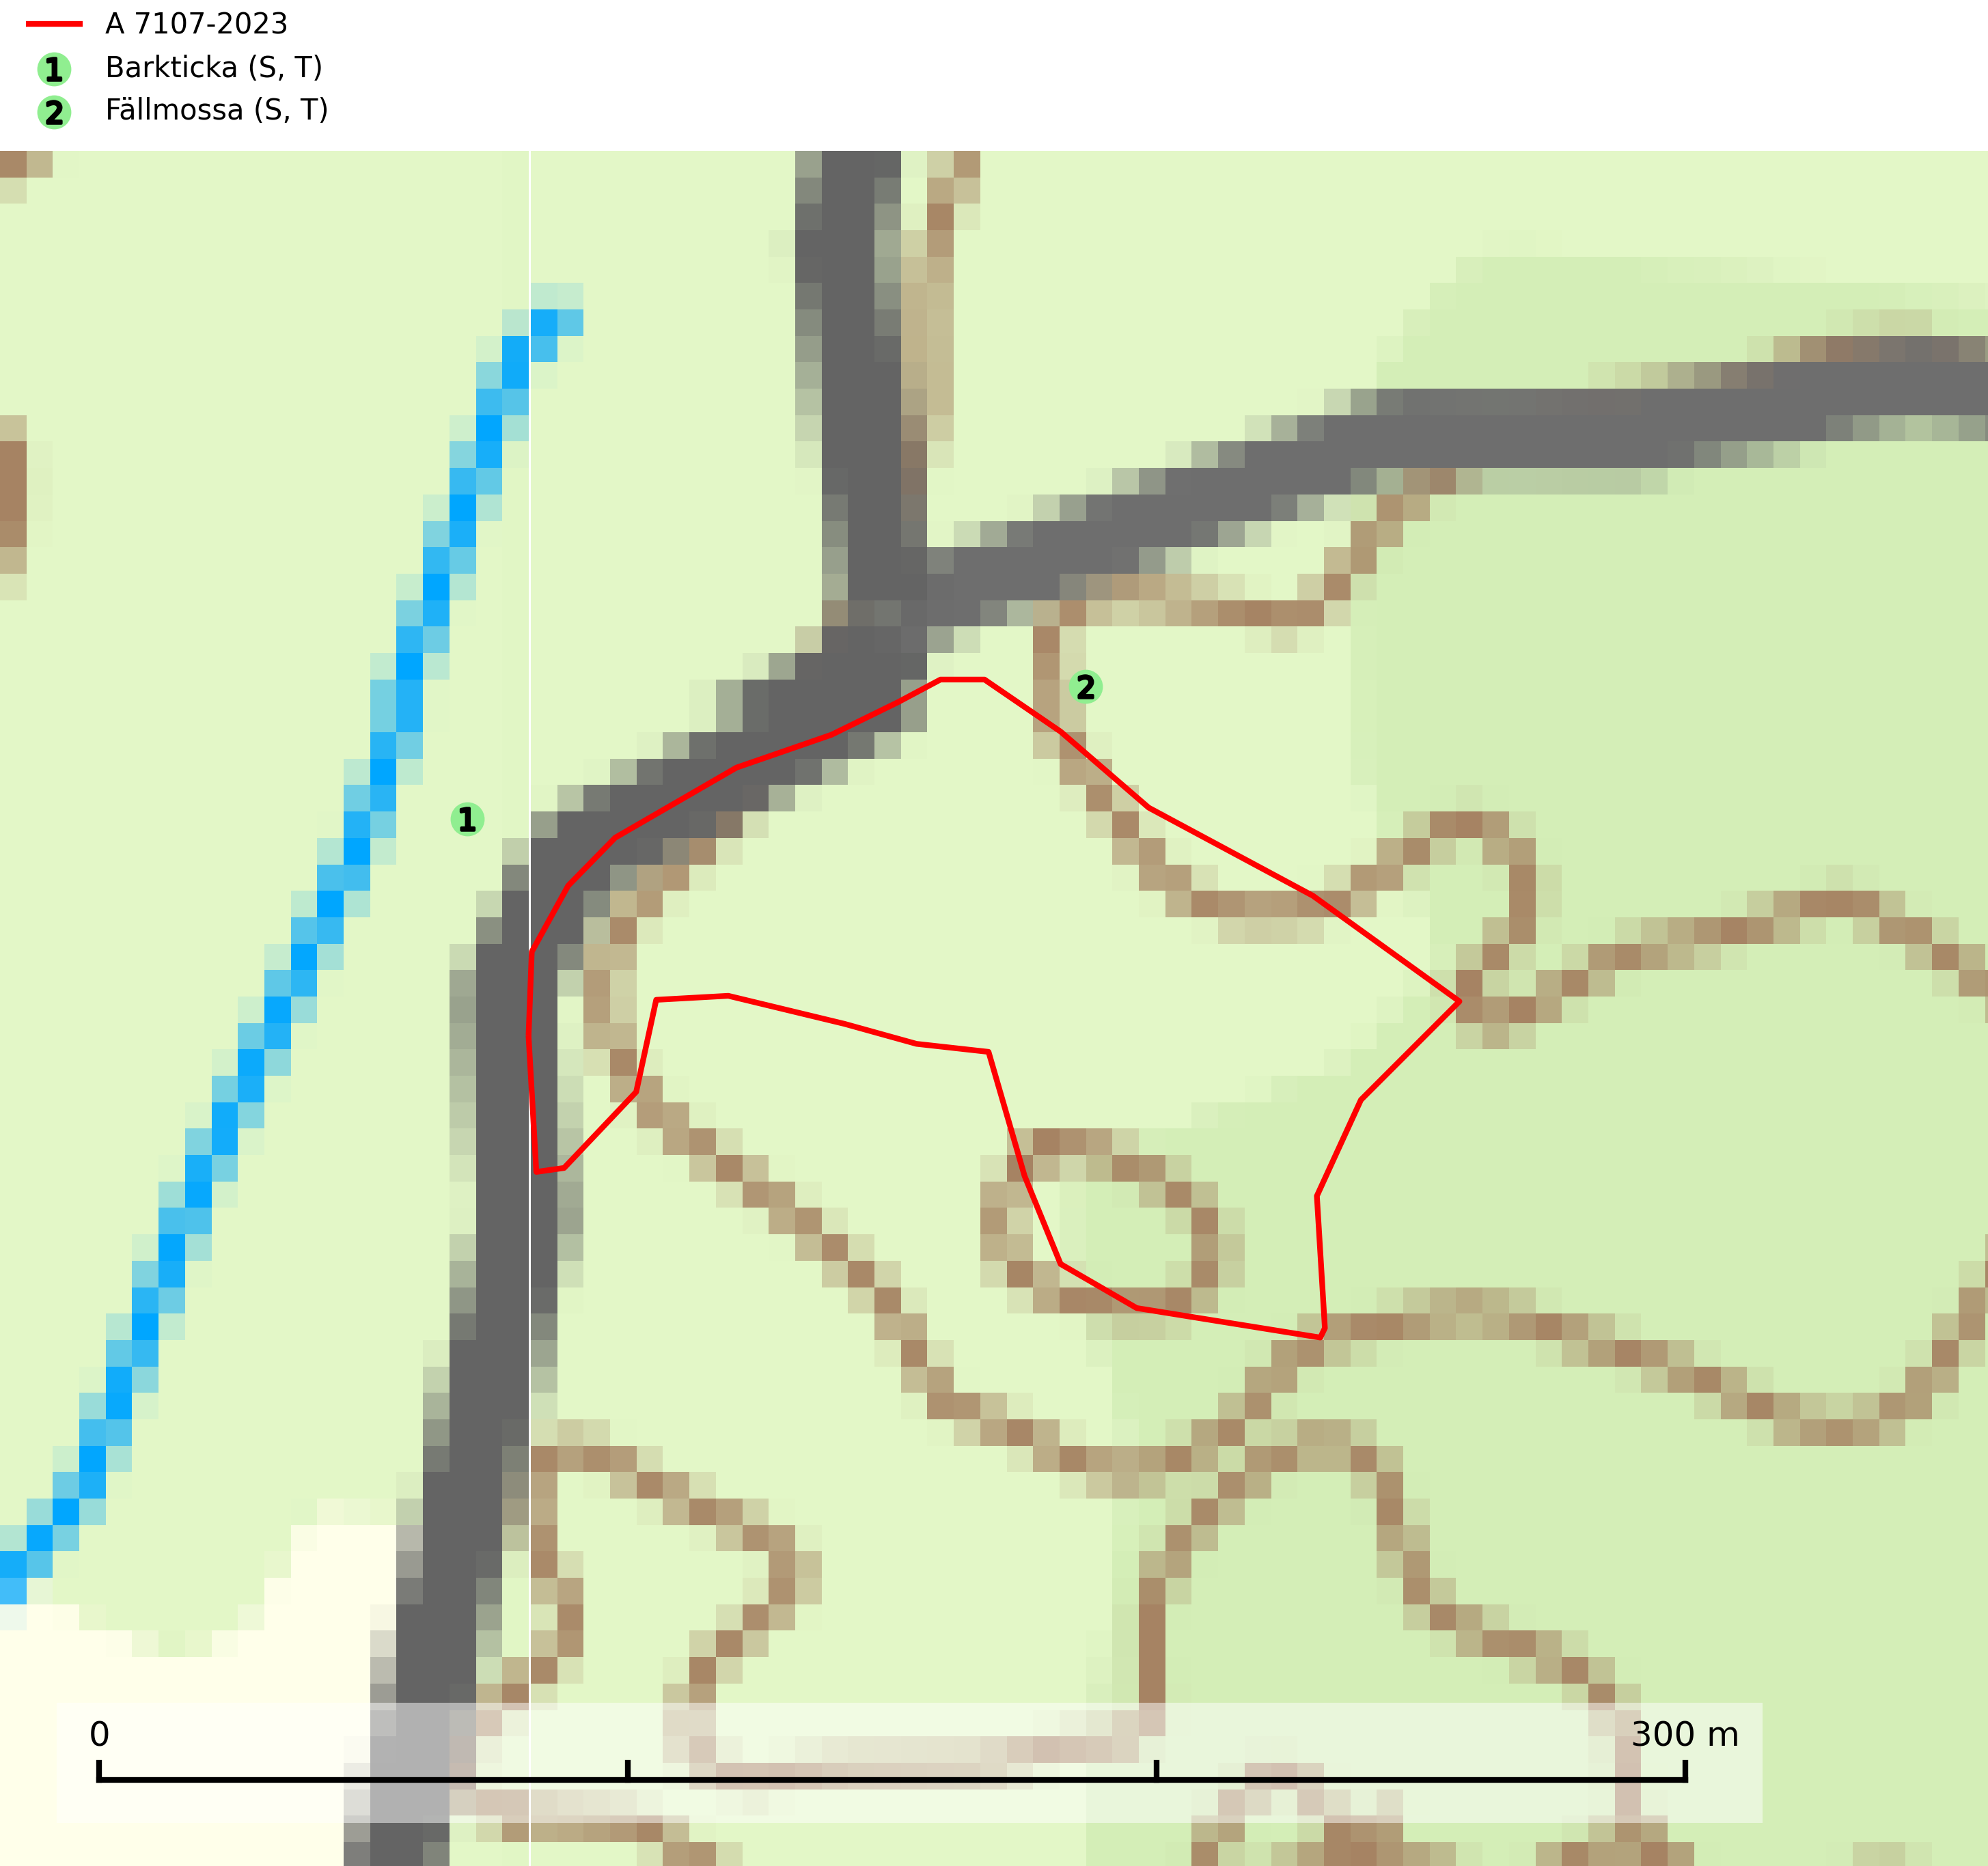 A 7107-2023
1 Barkticka (S, T)
2 Fällmossa (S, T)
2
1
0 300 m